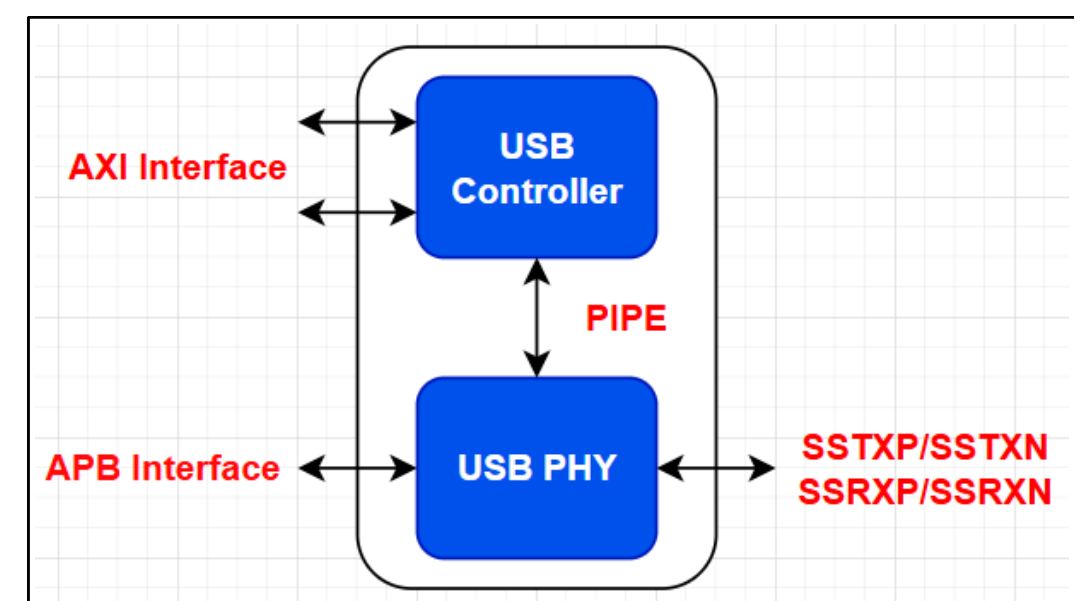 USB
Controller
AXI Interface
PIPE
APB Interface
USB PHY
SSTXP/SSTXN
SSRXP/SSRXN